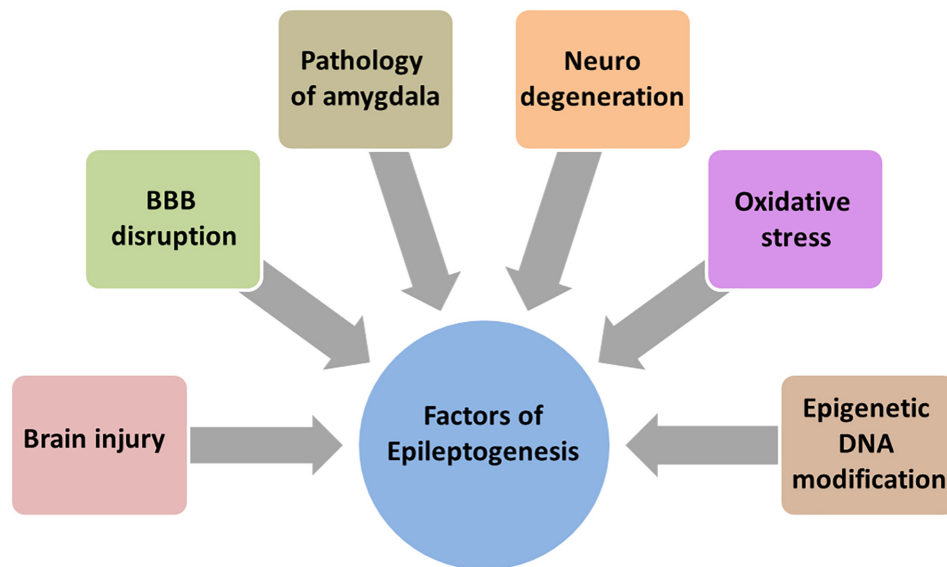 Pathology
of amygdala
Neuro
degeneration
BBB
disruption
Oxidative
stress
Brain injury
Factors of
Epileptogenesis
Epigenetic
DNA
modification